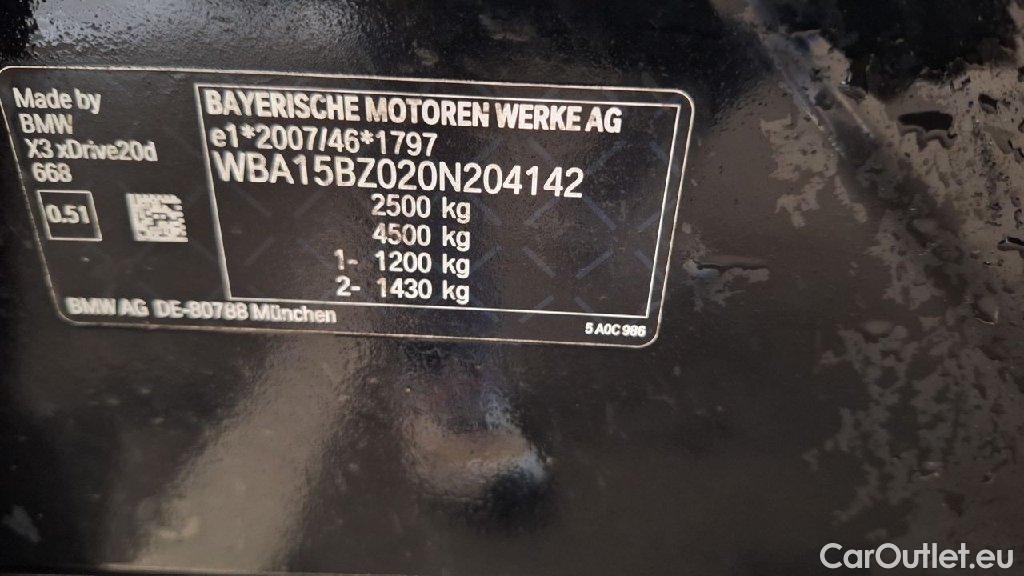 Made by
BMW
X3 xDrive20d
668
0.51
BAYERISCHE MOTOREN WERKE AG
e1*2007/46*1797
WBA15BZ020N204142
2500 kg
4500 kg
1- 1200 kg
2- 1430 kg
BMW AG DE-80788 München
5 A0C 986
CarOutlet.eu